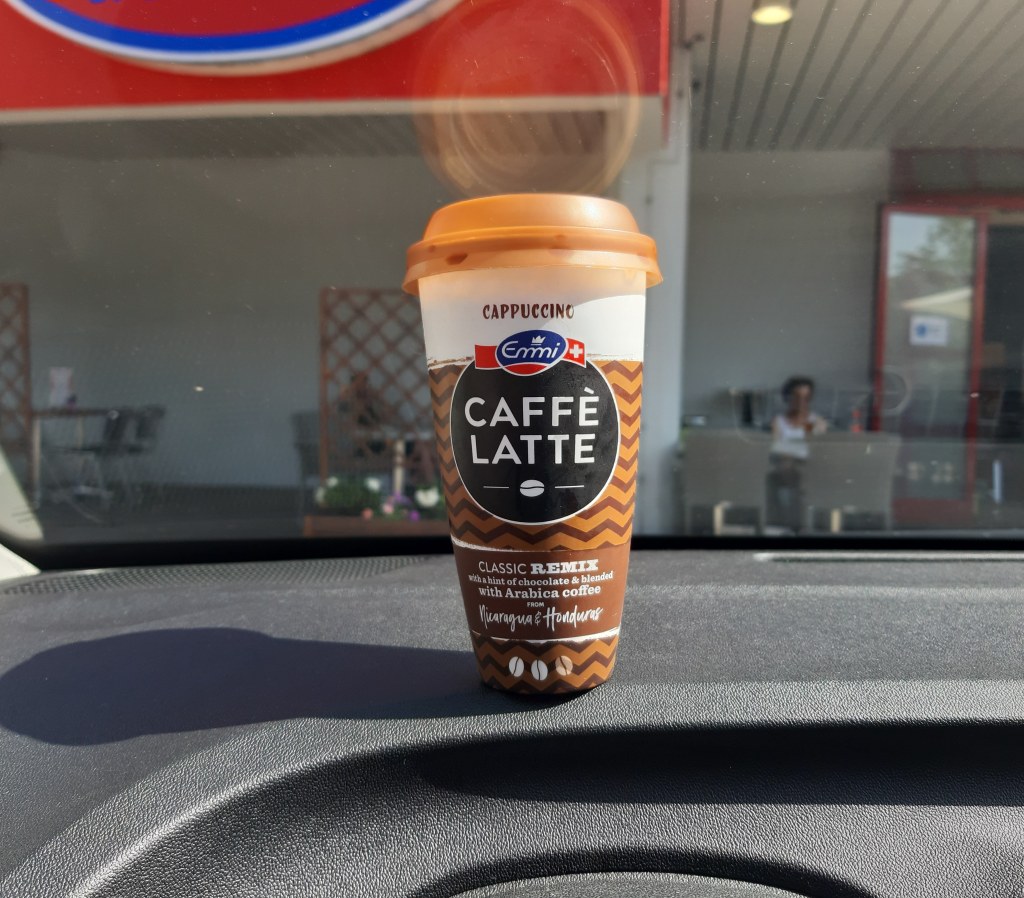 CAPPUCCINO
Emmi
CAFFÈ
LATTE
CLASSIC REMIX
with a hint of chocolate & blended
with Arabica coffee
FROM
Nicaragua & Honduras